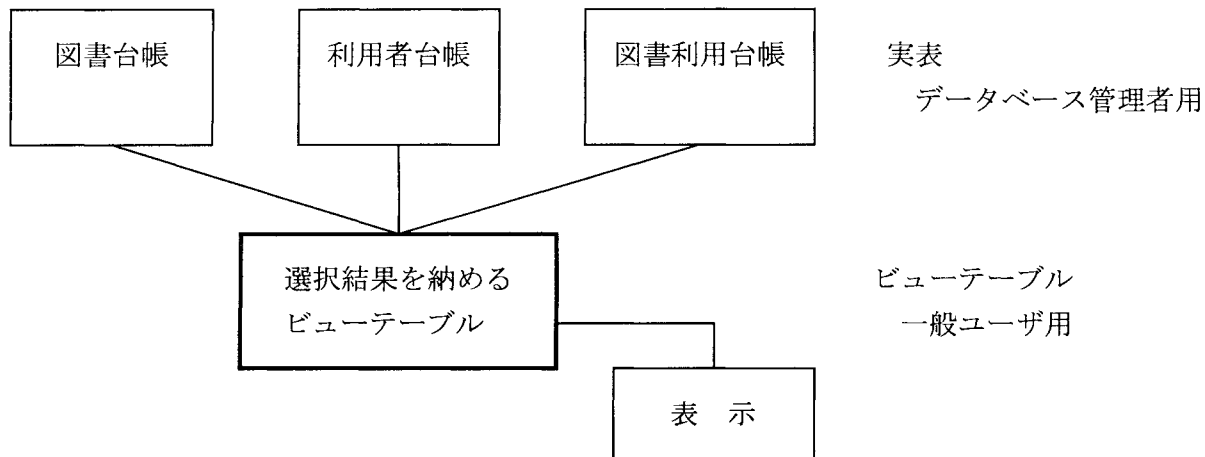 図書台帳
利用者台帳
図書利用台帳
実表
データベース管理者用
選択結果を納める
ビューテーブル
ビューテーブル
一般ユーザ用
表 示